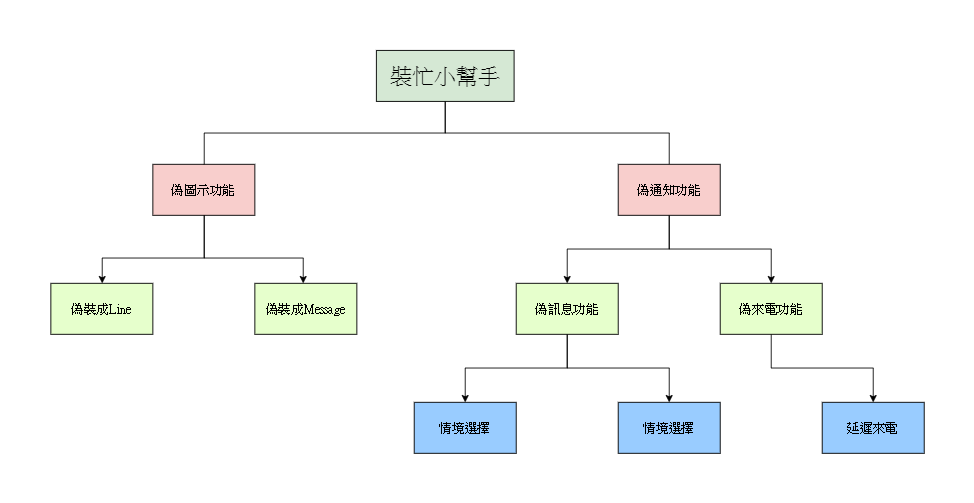 裝忙小幫手
偽圖示功能
偽通知功能
偽裝成Line
偽裝成Message
偽訊息功能
偽來電功能
情境選擇
情境選擇
延遲來電